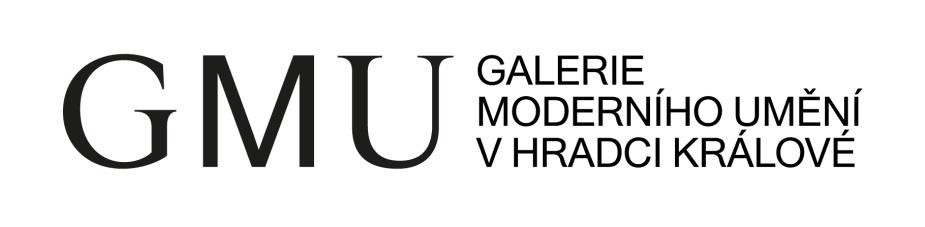 GMU
GALERIE
MODERNÍHO UMĚNÍ
V HRADCI KRÁLOVÉ